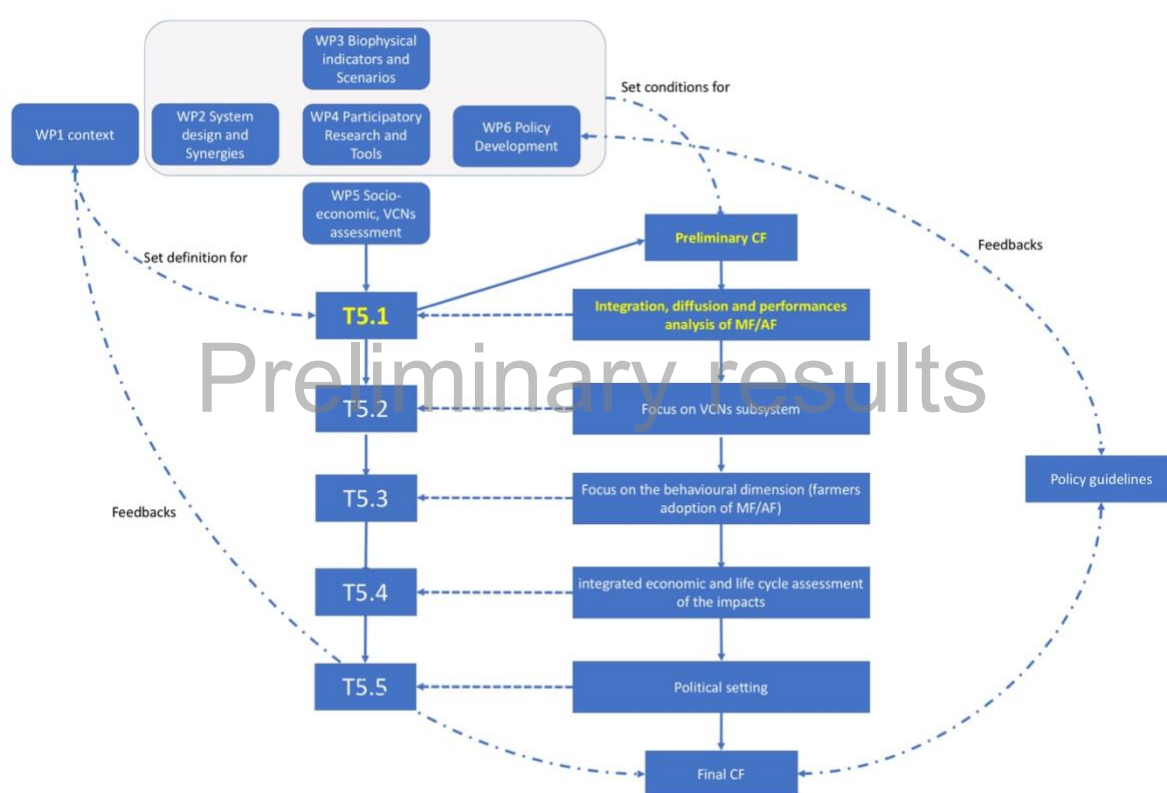 WP3 Biophysical
indicators and
Scenarios
Set conditions for
WP1 context
WP2 System
design and
Synergies
WP4 Participatory
Research and
Tools
WP6 Policy
Development
WP5 Socio-
economic, VCNs
assessment
Preliminary CF
Feedbacks
Set definition for
T5.1
Integration, diffusion and performances
analysis of MF/AF
Preliminary results
T5.2
Focus on VCNs subsystem
Policy guidelines
T5.3
Focus on the behavioural dimension (farmers
adoption of MF/AF)
Feedbacks
T5.4
integrated economic and life cycle assessment
of the impacts
T5.5
Political setting
Final CF